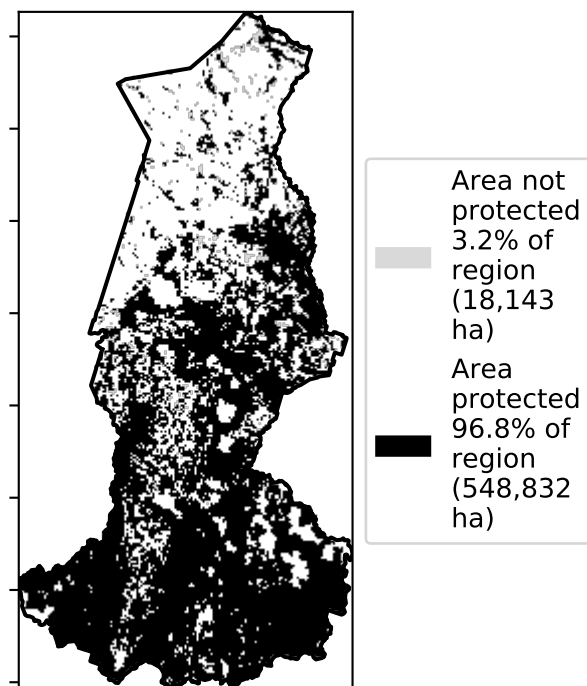 Area not
protected
3.2% of
region
(18,143
ha)
Area
protected
96.8% of
region
(548,832
ha)